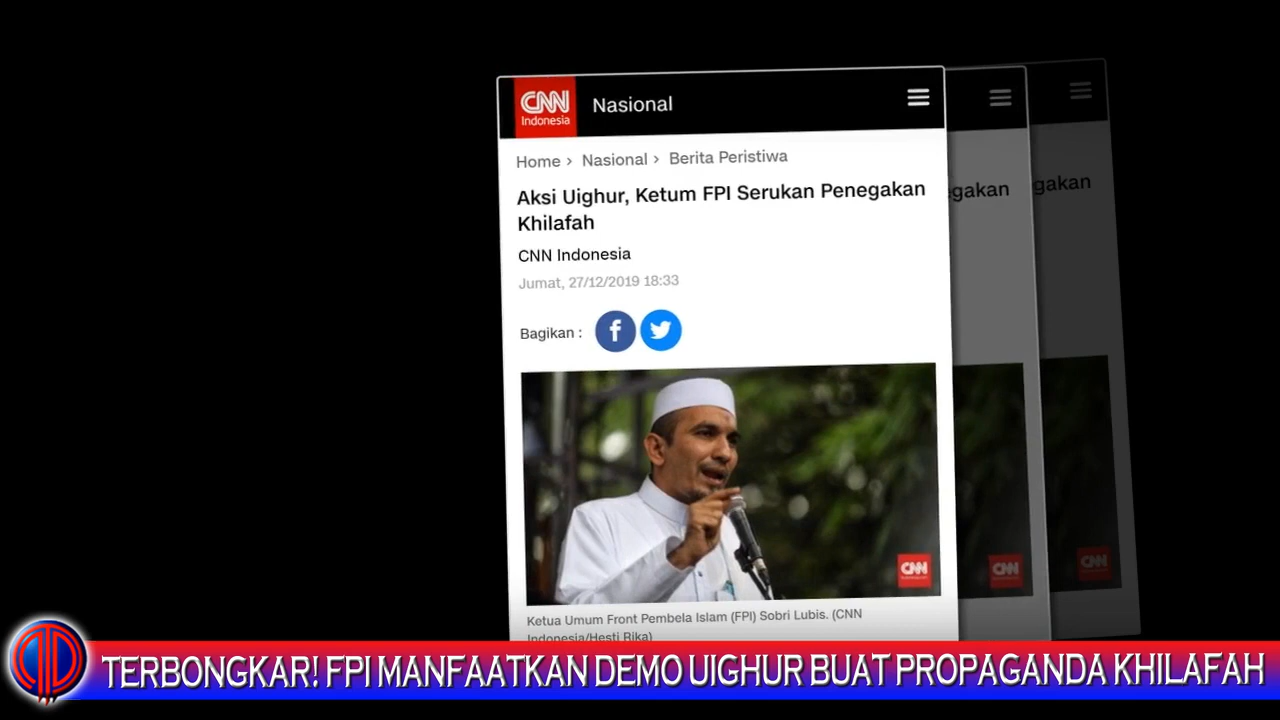 CNN
Indonesia
Nasional
Home › Nasional › Berita Peristiwa
Aksi Uighur, Ketum FPI Serukan Penegakan
Khilafah
CNN Indonesia
Jumat, 27/12/2019 18:33
Bagikan :
CNN
Ketua Umum Front Pembela Islam (FPI) Sobri Lubis. (CNN
Indonesia/Hesti Rika)
egakan
gakan
CNN
CNN
TERBONGKAR! FPI MANFAATKAN DEMO UIGHUR BUAT PROPAGANDA KHILAFAH